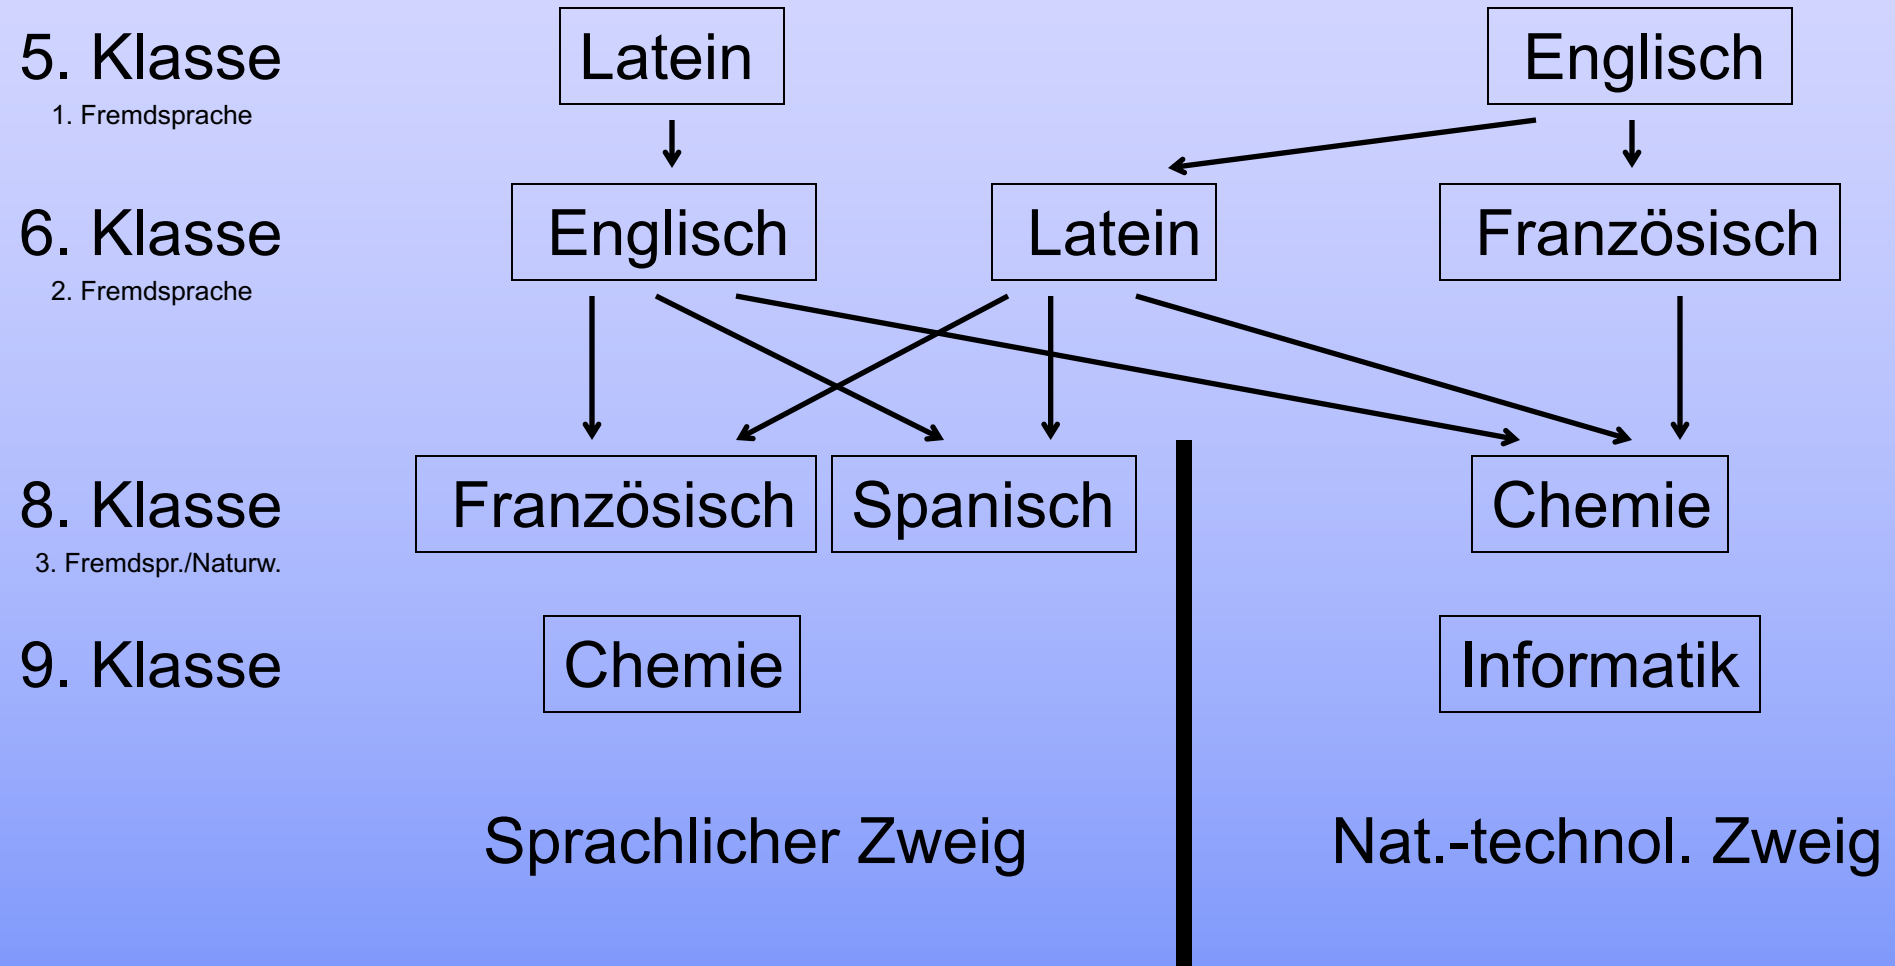 5. Klasse
Latein
Englisch
1. Fremdsprache
6. Klasse
Englisch
Latein
Französisch
2. Fremdsprache
8. Klasse
Französisch
Spanisch
Chemie
3. Fremdspr./Naturw.
9. Klasse
Chemie
Informatik
Sprachlicher Zweig
Nat.-technol. Zweig